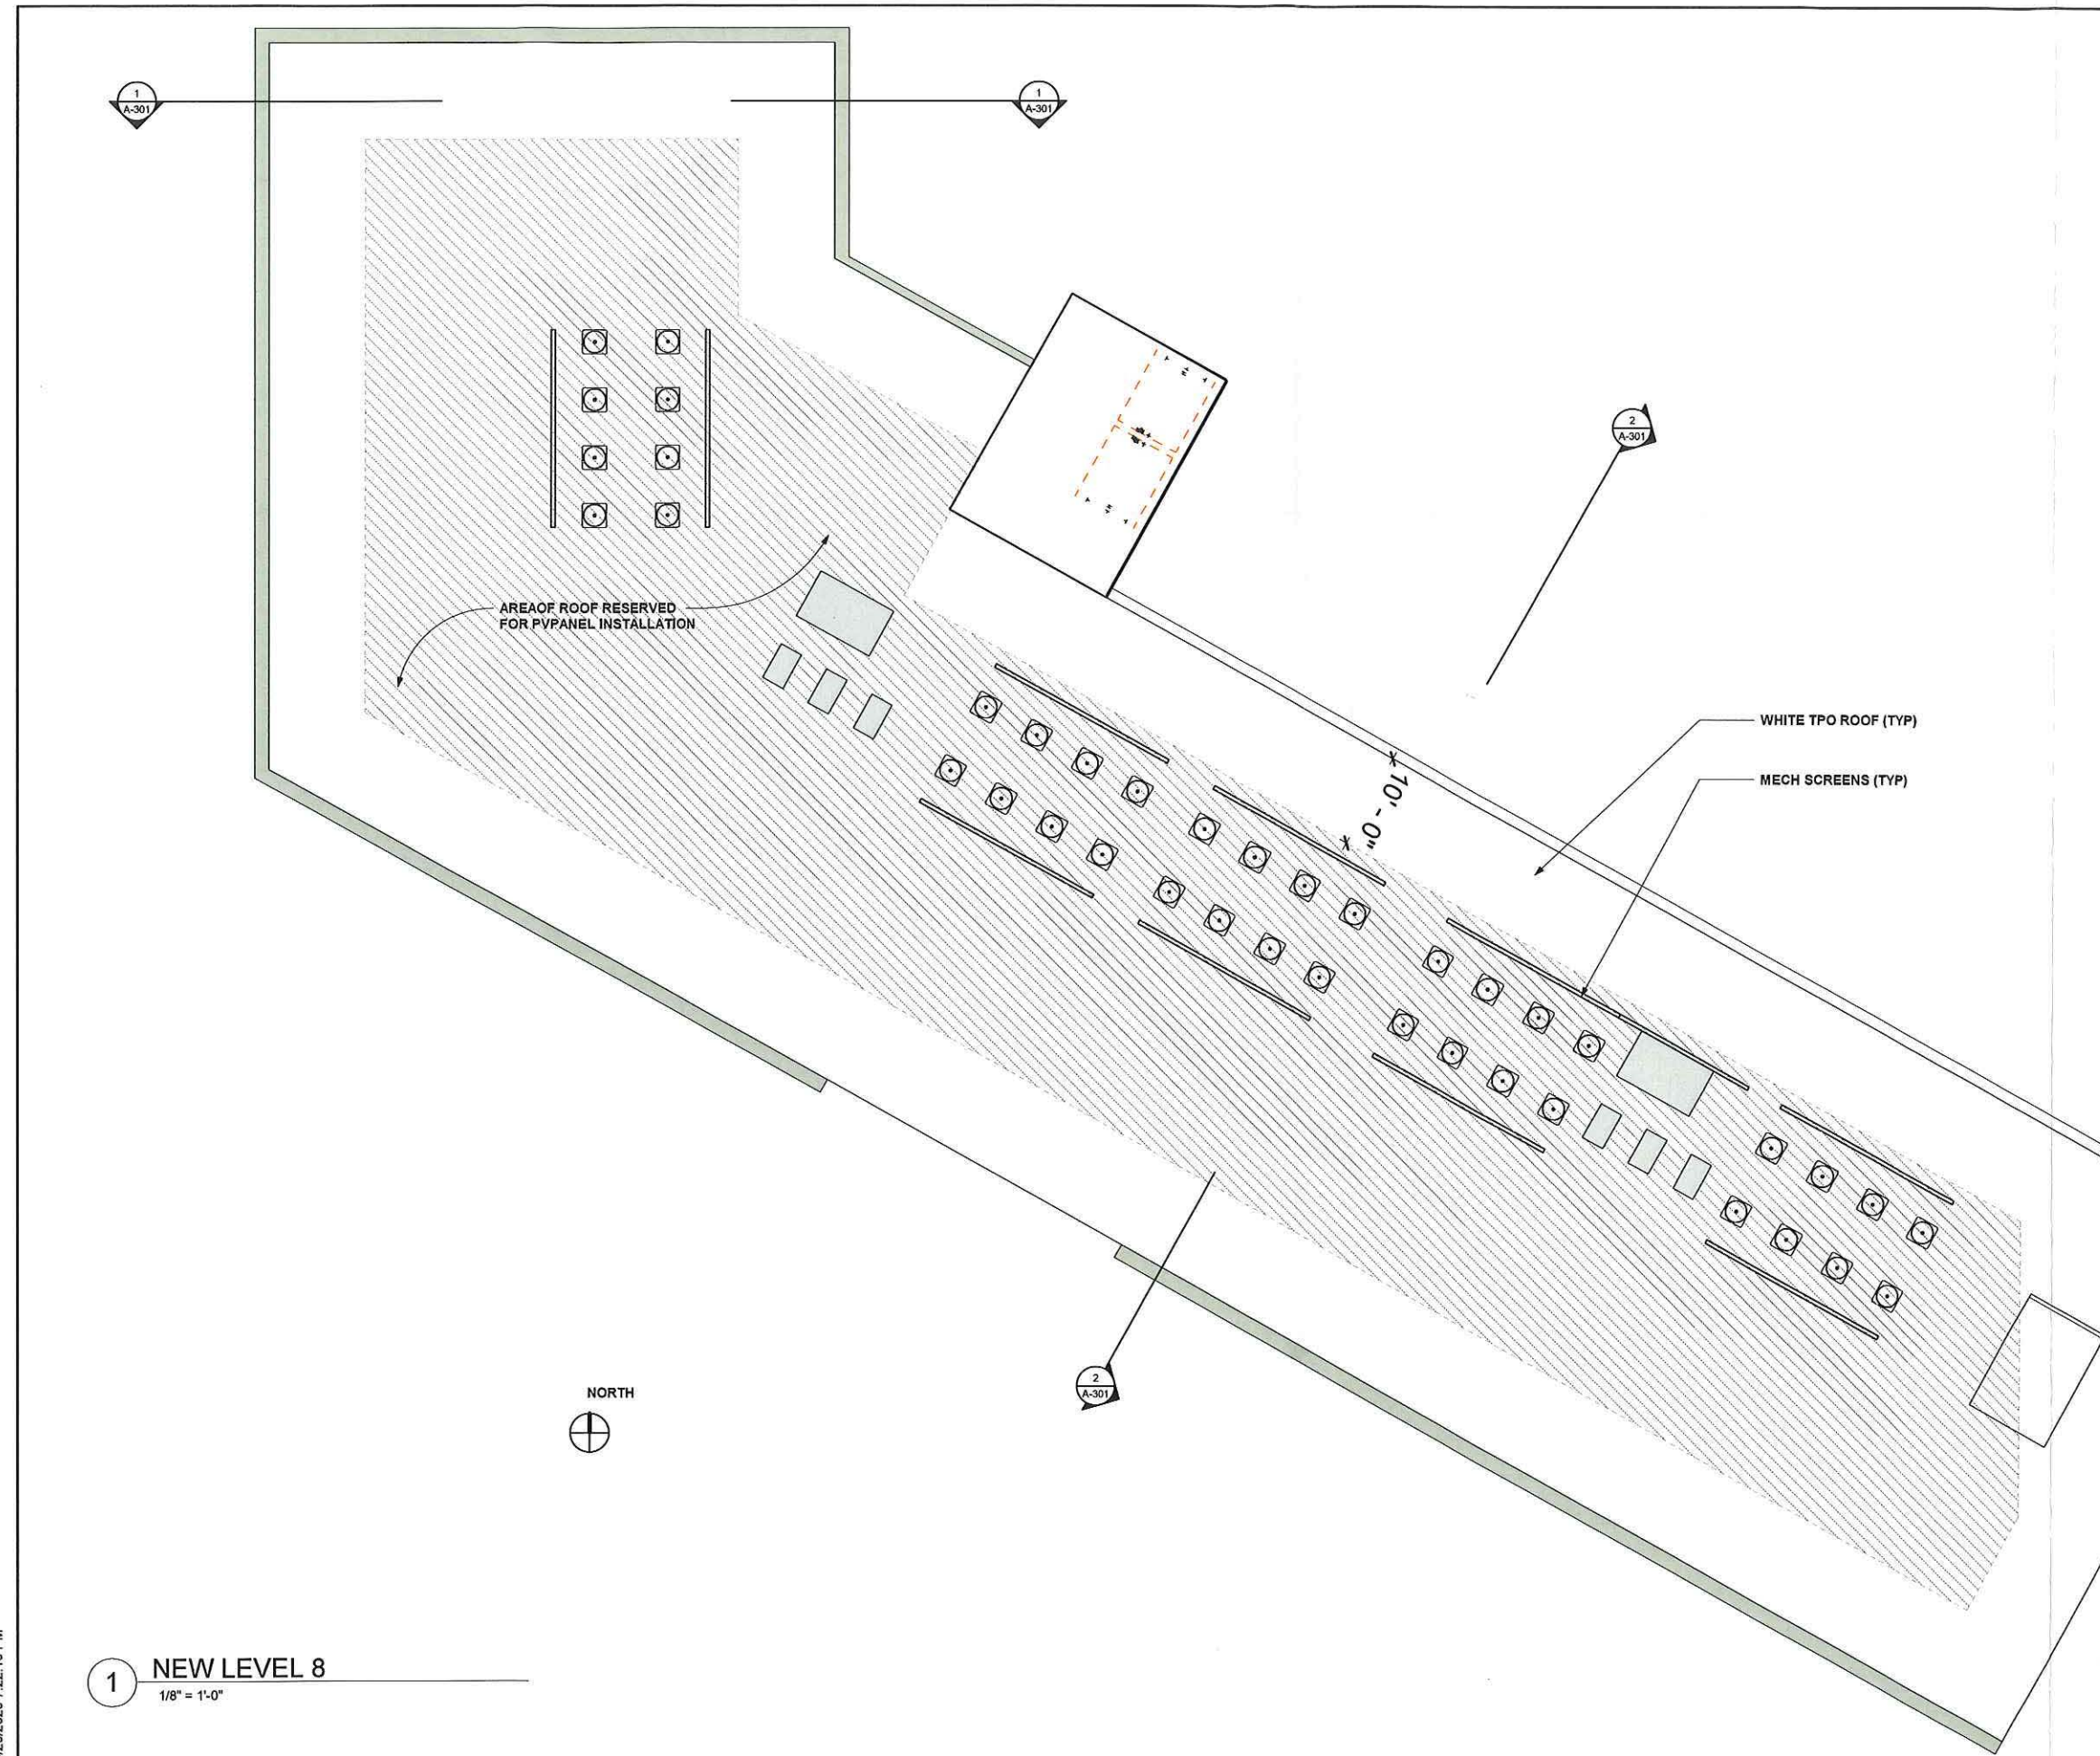 1
A-301
1
A-301
2
A-301
AREAOF ROOF RESERVED
FOR PVPANEL INSTALLATION
WHITE TPO ROOF (TYP)
MECH SCREENS (TYP)
10' - 0"
NORTH
2
A-301
1
NEW LEVEL 8
1/8" = 1'-0"